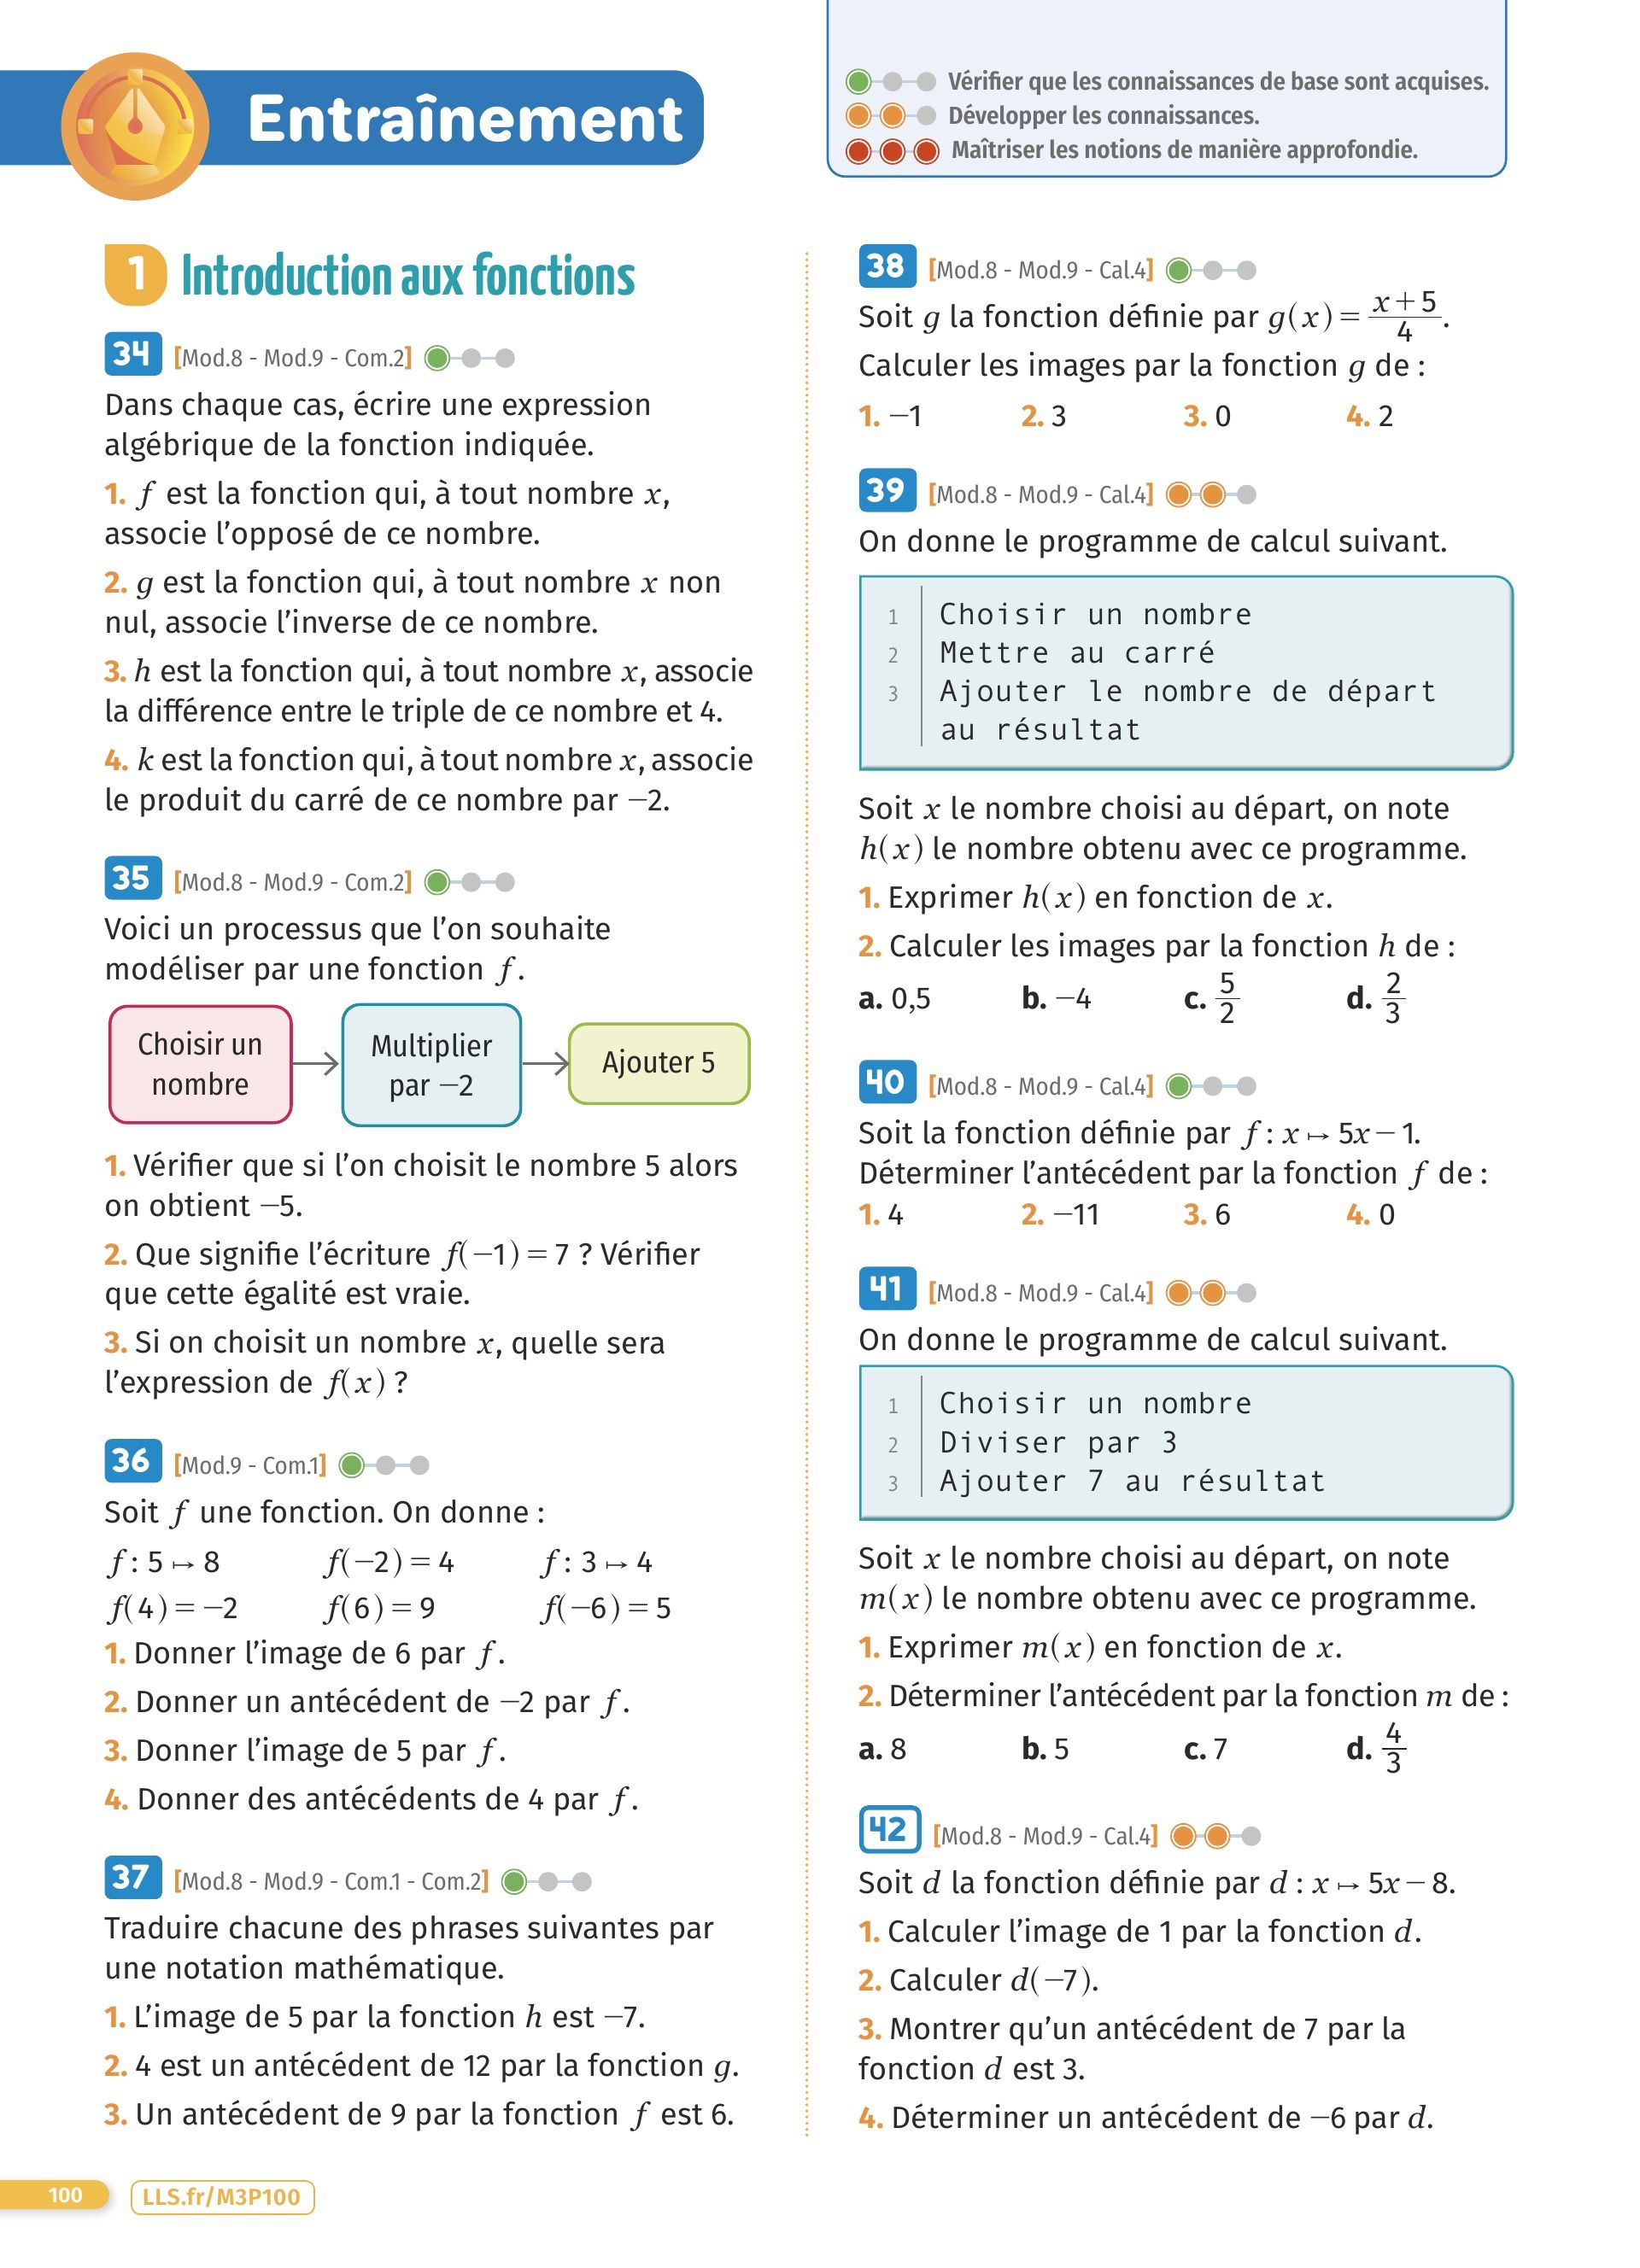 Entraînement
Vérifier que les connaissances de base sont acquises.
Développer les connaissances.
Maîtriser les notions de manière approfondie.
1 Introduction aux fonctions
34 [Mod.8 - Mod.9 - Com.2]
Dans chaque cas, écrire une expression
algébrique de la fonction indiquée.
1. f est la fonction qui, à tout nombre x,
associe l’opposé de ce nombre.
2. g est la fonction qui, à tout nombre x non
nul, associe l’inverse de ce nombre.
3. h est la fonction qui, à tout nombre x, associe
la différence entre le triple de ce nombre et 4.
4. k est la fonction qui, à tout nombre x, associe
le produit du carré de ce nombre par −2.
35 [Mod.8 - Mod.9 - Com.2]
Voici un processus que l’on souhaite
modéliser par une fonction f.
Choisir un
nombre
Multiplier
par −2
Ajouter 5
1. Vérifier que si l’on choisit le nombre 5 alors
on obtient −5.
2. Que signifie l’écriture f(−1) = 7 ? Vérifier
que cette égalité est vraie.
3. Si on choisit un nombre x, quelle sera
l’expression de f(x) ?
36 [Mod.9 - Com.1]
Soit f une fonction. On donne :
f : 5 ↦ 8 f(−2) = 4 f : 3 ↦ 4
f(4) = −2 f(6) = 9 f(−6) = 5
1. Donner l’image de 6 par f.
2. Donner un antécédent de −2 par f.
3. Donner l’image de 5 par f.
4. Donner des antécédents de 4 par f.
37 [Mod.8 - Mod.9 - Com.1 - Com.2]
Traduire chacune des phrases suivantes par
une notation mathématique.
1. L’image de 5 par la fonction h est −7.
2. 4 est un antécédent de 12 par la fonction g.
3. Un antécédent de 9 par la fonction f est 6.
38 [Mod.8 - Mod.9 - Cal.4]
Soit g la fonction définie par g(x) = (x + 5)/4.
Calculer les images par la fonction g de :
1. −1 2. 3 3. 0 4. 2
39 [Mod.8 - Mod.9 - Cal.4]
On donne le programme de calcul suivant.
1 Choisir un nombre
2 Mettre au carré
3 Ajouter le nombre de départ
au résultat
Soit x le nombre choisi au départ, on note
h(x) le nombre obtenu avec ce programme.
1. Exprimer h(x) en fonction de x.
2. Calculer les images par la fonction h de :
a. 0,5 b. −4 c. 5/2 d. 2/3
40 [Mod.8 - Mod.9 - Cal.4]
Soit la fonction définie par f : x ↦ 5x − 1.
Déterminer l’antécédent par la fonction f de :
1. 4 2. −11 3. 6 4. 0
41 [Mod.8 - Mod.9 - Cal.4]
On donne le programme de calcul suivant.
1 Choisir un nombre
2 Diviser par 3
3 Ajouter 7 au résultat
Soit x le nombre choisi au départ, on note
m(x) le nombre obtenu avec ce programme.
1. Exprimer m(x) en fonction de x.
2. Déterminer l’antécédent par la fonction m de :
a. 8 b. 5 c. 7 d. 4/3
42 [Mod.8 - Mod.9 - Cal.4]
Soit d la fonction définie par d : x ↦ 5x − 8.
1. Calculer l’image de 1 par la fonction d.
2. Calculer d(−7).
3. Montrer qu’un antécédent de 7 par la
fonction d est 3.
4. Déterminer un antécédent de −6 par d.
100 LLS.fr/M3P100